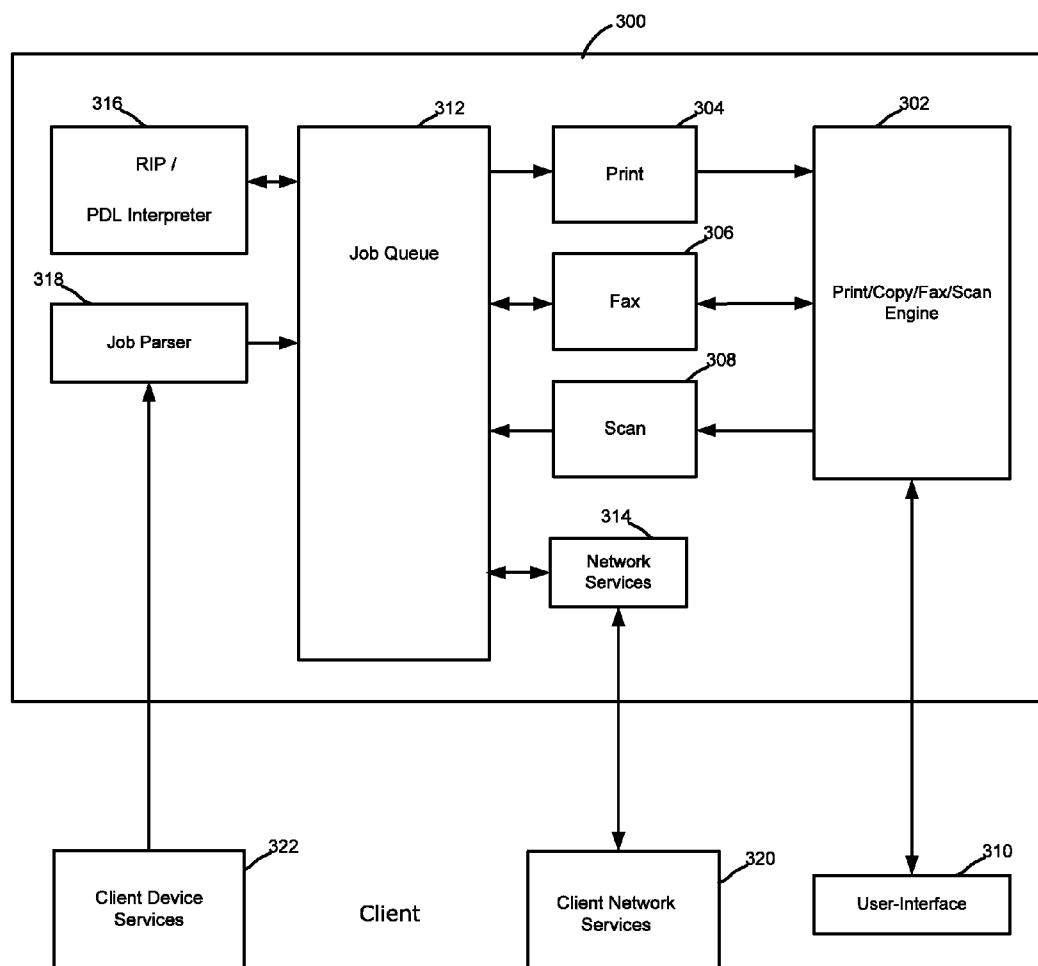 300
316
312
304
302
RIP /
PDL Interpreter
Job Queue
Print
Print/Copy/Fax/Scan
Engine
306
Fax
318
Job Parser
308
Scan
314
Network
Services
322
Client Device
Services
Client
320
Client Network
Services
310
User-Interface